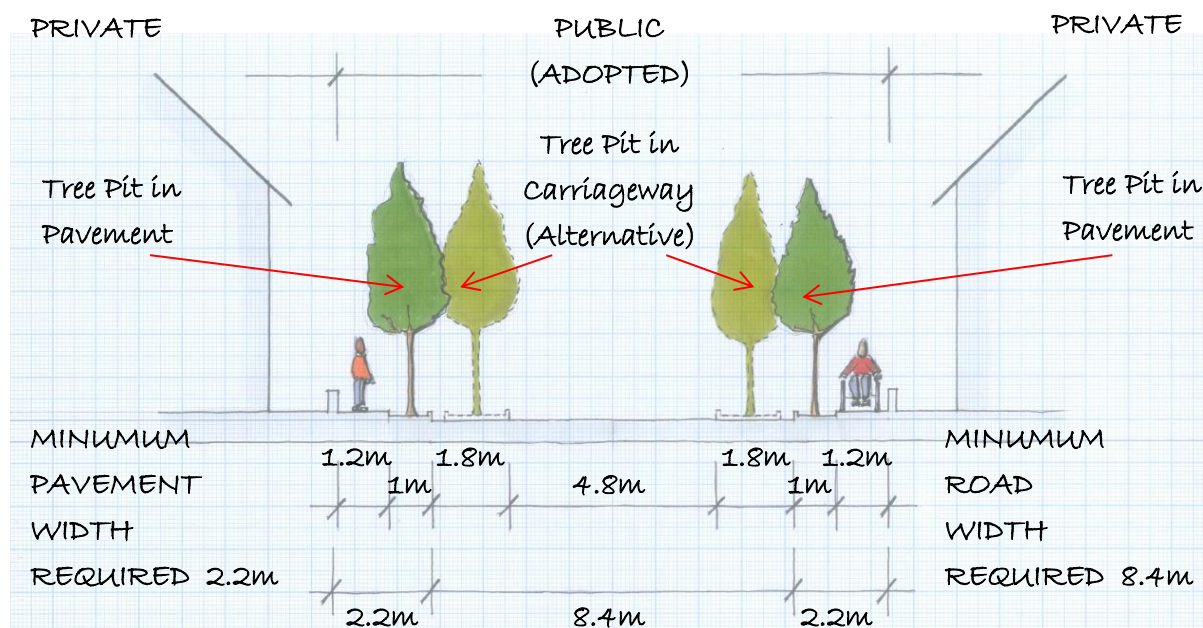 PRIVATE
PUBLIC
(ADOPTED)
PRIVATE
Tree Pit in
Pavement
Tree Pit in
Carriageway
(Alternative)
Tree Pit in
Pavement
MINUMUM
PAVEMENT
WIDTH
REQUIRED 2.2m
1.2m
1.8m
1.8m
1.2m
1m
4.8m
1m
MINUMUM
ROAD
WIDTH
REQUIRED 8.4m
2.2m
8.4m
2.2m